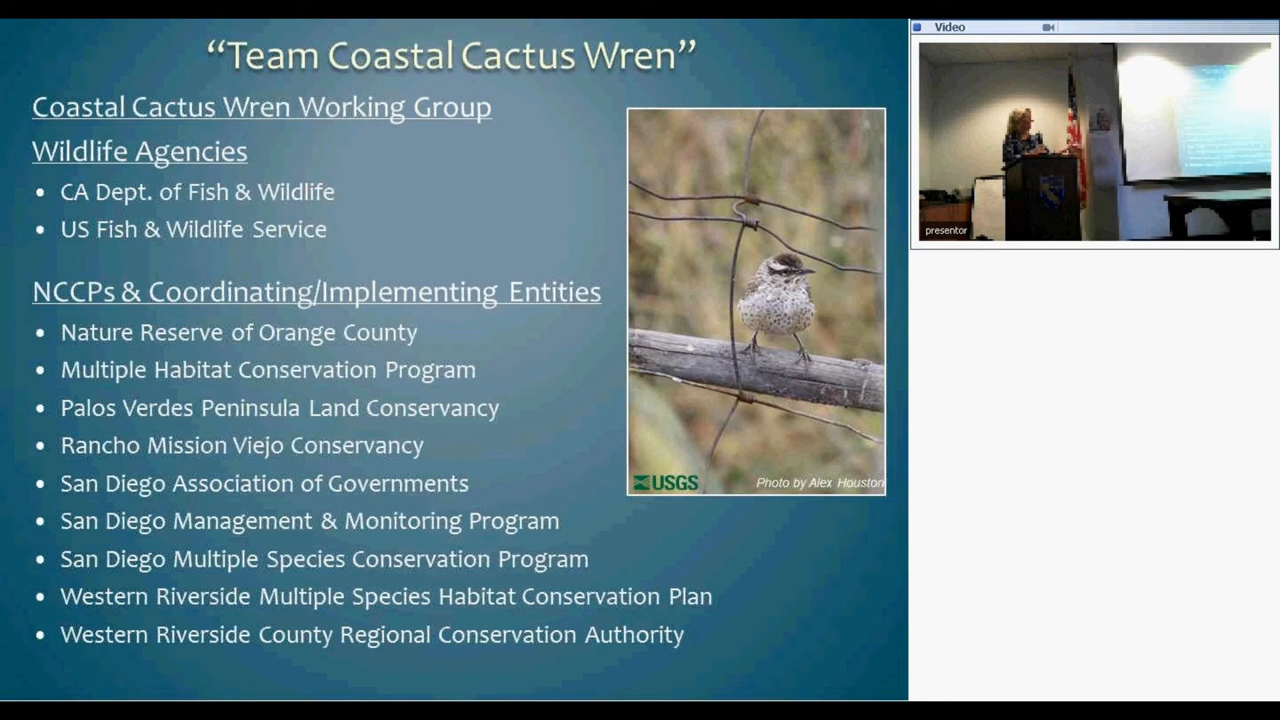 “Team Coastal Cactus Wren”
Coastal Cactus Wren Working Group
Wildlife Agencies
• CA Dept. of Fish & Wildlife
• US Fish & Wildlife Service
NCCPs & Coordinating/Implementing Entities
• Nature Reserve of Orange County
• Multiple Habitat Conservation Program
• Palos Verdes Peninsula Land Conservancy
• Rancho Mission Viejo Conservancy
• San Diego Association of Governments
• San Diego Management & Monitoring Program
• San Diego Multiple Species Conservation Program
• Western Riverside Multiple Species Habitat Conservation Plan
• Western Riverside County Regional Conservation Authority
USGS
Photo by Alex Houston
Video
presentor